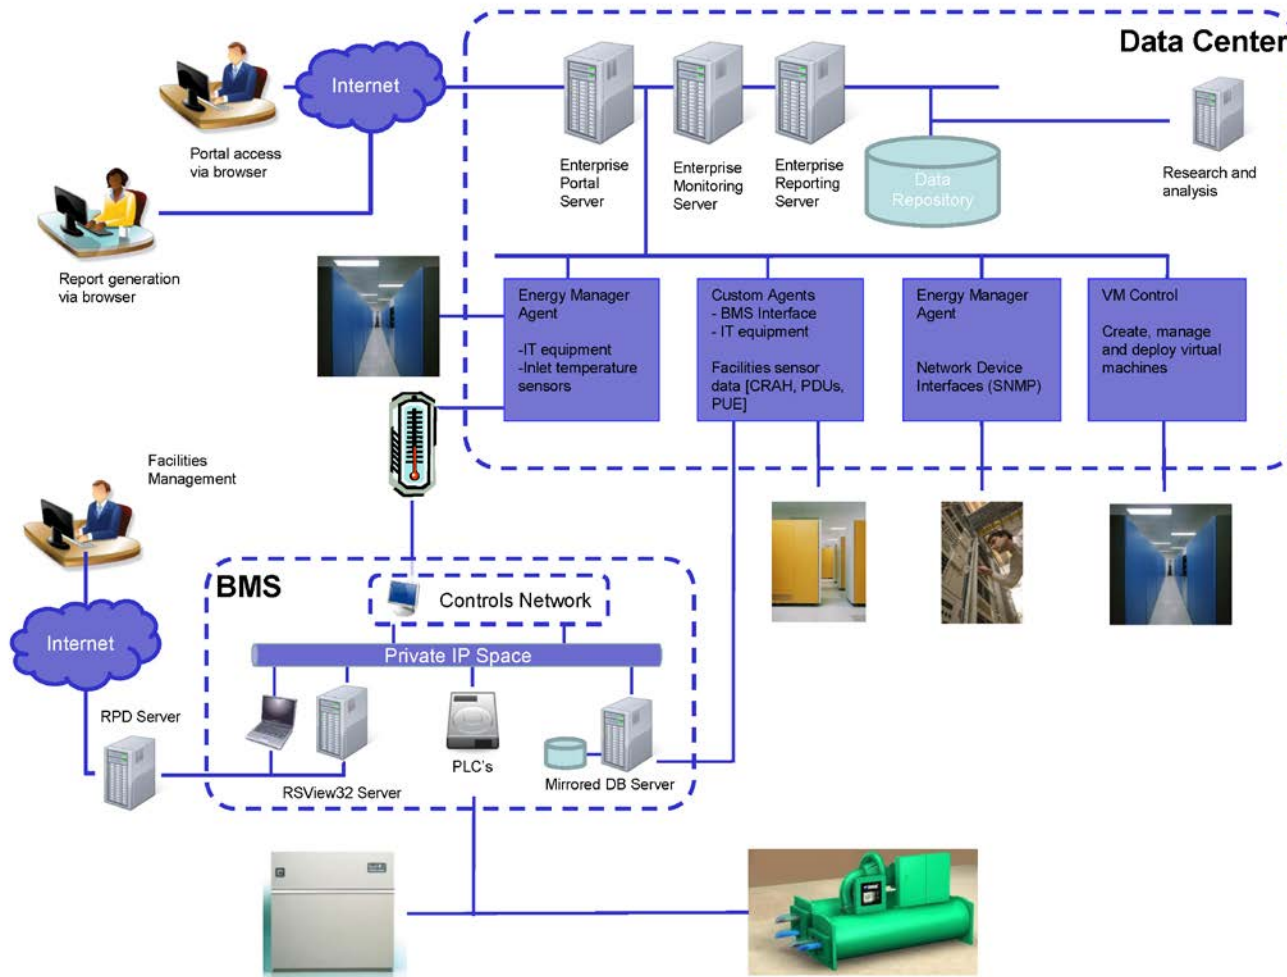 Data Center
Internet
Portal access
via browser
Enterprise
Portal
Server
Enterprise
Monitoring
Server
Enterprise
Reporting
Server
Data
Repository
Research and
analysis
Report generation
via browser
Energy Manager
Agent
-IT equipment
-Inlet temperature
sensors
Custom Agents
- BMS Interface
- IT equipment
Facilities sensor
data [CRAH, PDUs,
PUE]
Energy Manager
Agent
Network Device
Interfaces (SNMP)
VM Control
Create, manage
and deploy virtual
machines
Facilities
Management
Internet
RPD Server
BMS
Controls Network
Private IP Space
RSView32 Server
PLC's
Mirrored DB Server